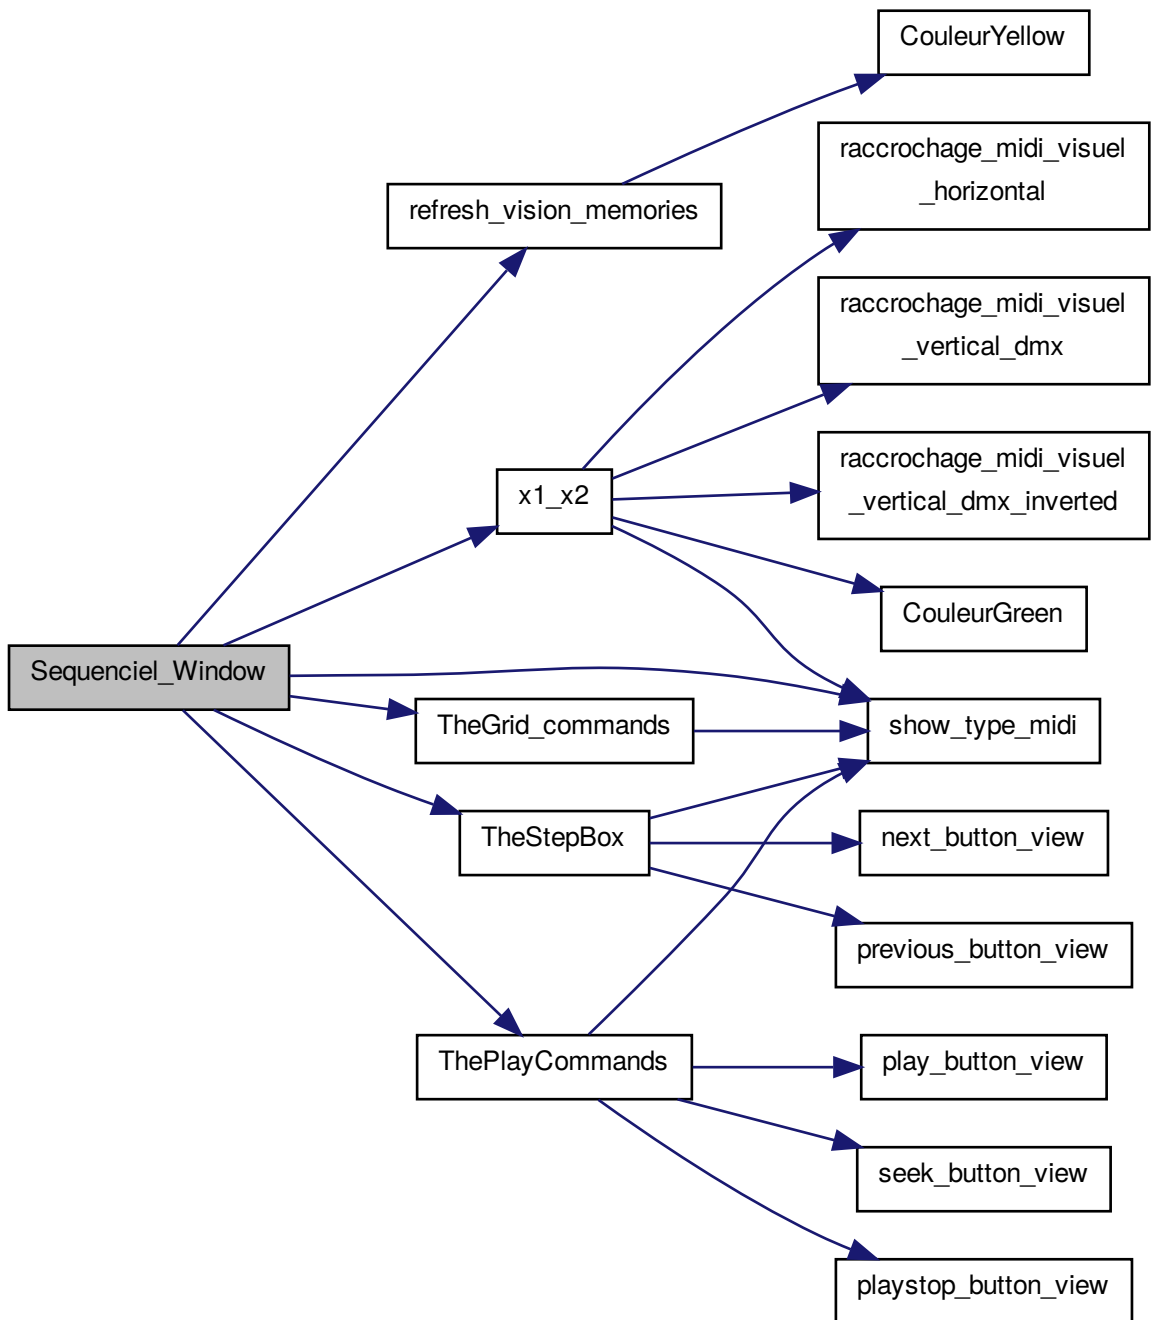 CouleurYellow
raccrochage_midi_visuel
_horizontal
refresh_vision_memories
raccrochage_midi_visuel
_vertical_dmx
raccrochage_midi_visuel
_vertical_dmx_inverted
x1_x2
CouleurGreen
Sequenciel_Window
TheGrid_commands
show_type_midi
TheStepBox
next_button_view
previous_button_view
ThePlayCommands
play_button_view
seek_button_view
playstop_button_view